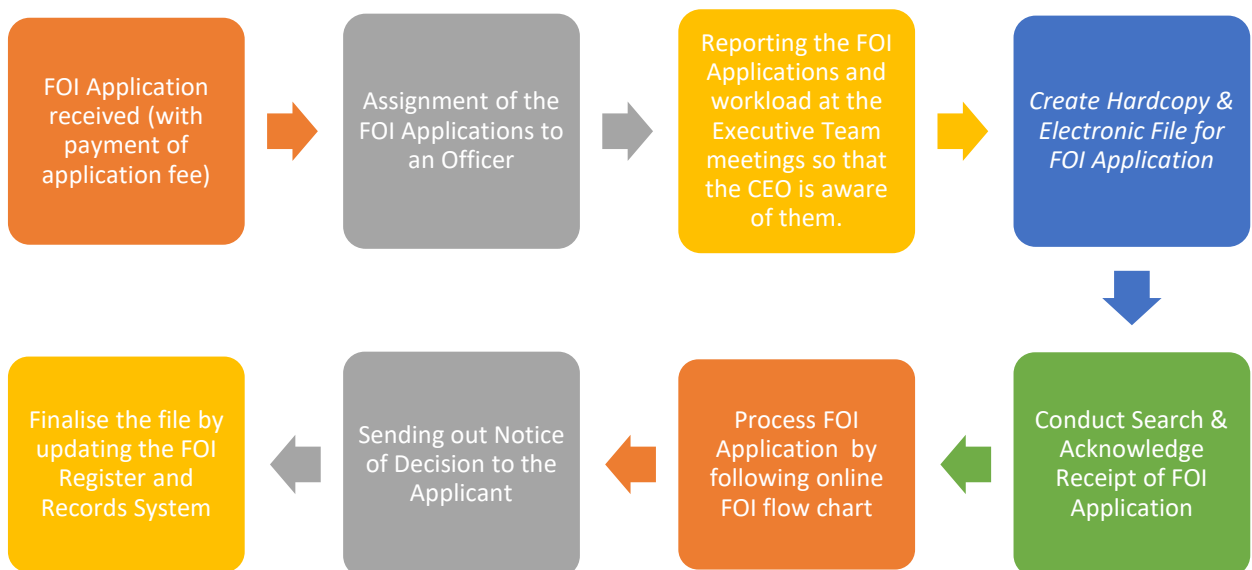 FOI Application
received (with
payment of
application fee)
Assignment of the
FOI Applications to
an Officer
Reporting the FOI
Applications and
workload at the
Executive Team
meetings so that
the CEO is aware
of them.
Create Hardcopy &
Electronic File for
FOI Application
Conduct Search &
Acknowledge
Receipt of FOI
Application
Process FOI
Application by
following online
FOI flow chart
Sending out Notice
of Decision to the
Applicant
Finalise the file by
updating the FOI
Register and
Records System